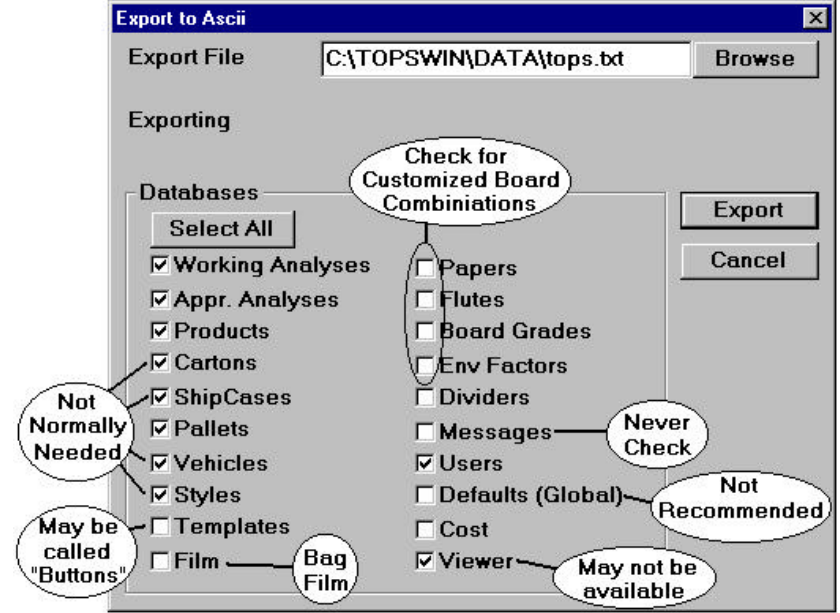 Export to Ascii
Export File
C:\TOPSWIN\DATA\tops.txt
Browse
Exporting
Check for
Customized Board
Combiniations
Databases
Select All
Export
Cancel
Working Analyses
Appr. Analyses
Products
Cartons
ShipCases
Pallets
Vehicles
Styles
Templates
Film
Papers
Flutes
Board Grades
Env Factors
Dividers
Messages
Users
Defaults (Global)
Cost
Viewer
Not
Normally
Needed
May be
called
"Buttons"
Bag
Film
Never
Check
Not
Recommended
May not be
available